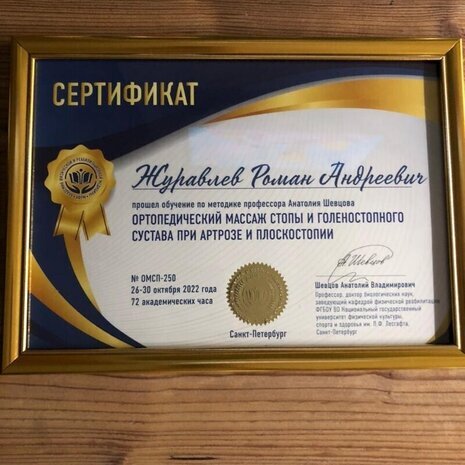 СЕРТИФИКАТ
Журавлев Роман Андреевич
прошел обучение по методике профессора Анатолия Шевцова
ОРТОПЕДИЧЕСКИЙ МАССАЖ СТОПЫ И ГОЛЕНОСТОПНОГО
СУСТАВА ПРИ АРТРОЗЕ И ПЛОСКОСТОПИИ
№ ОМСП-250
26-30 октября 2022 года
72 академических часа
Санкт-Петербург
А Шевцов
Шевцов Анатолий Владимирович
Профессор, доктор биологических наук,
заведующий кафедрой физической реабилитации
ФГБОУ ВО Национальный государственный
университет физической культуры,
спорта и здоровья им. П.Ф. Лесгафта,
Санкт-Петербург